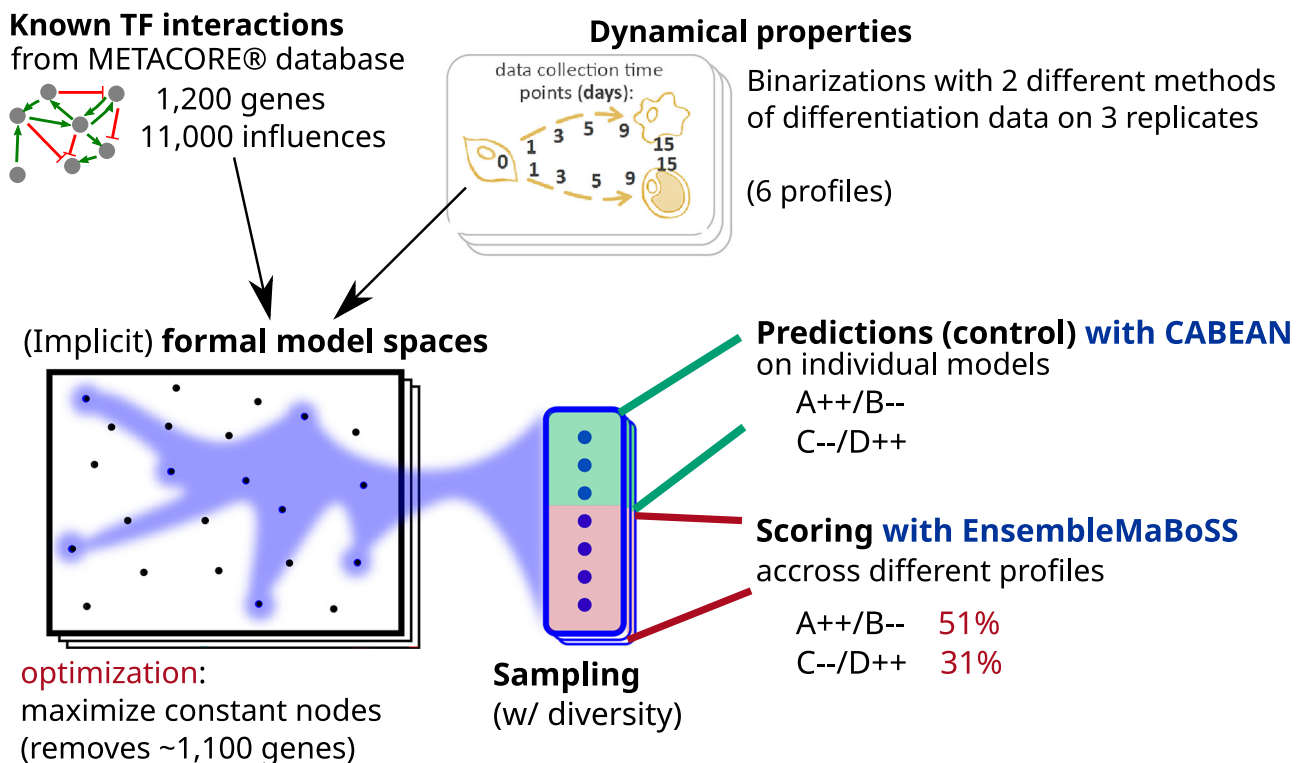 Known TF interactions
from METACORE® database
1,200 genes
11,000 influences
Dynamical properties
data collection time
points (days):
0
1 3 5 9 15
1 3 5 9 15
Binarizations with 2 different methods
of differentiation data on 3 replicates
(6 profiles)
(Implicit) formal model spaces
optimization:
maximize constant nodes
(removes ~1,100 genes)
Sampling
(w/ diversity)
Predictions (control) with CABEAN
on individual models
A++/B--
C--/D++
Scoring with EnsembleMaBoSS
accross different profiles
A++/B-- 51%
C--/D++ 31%